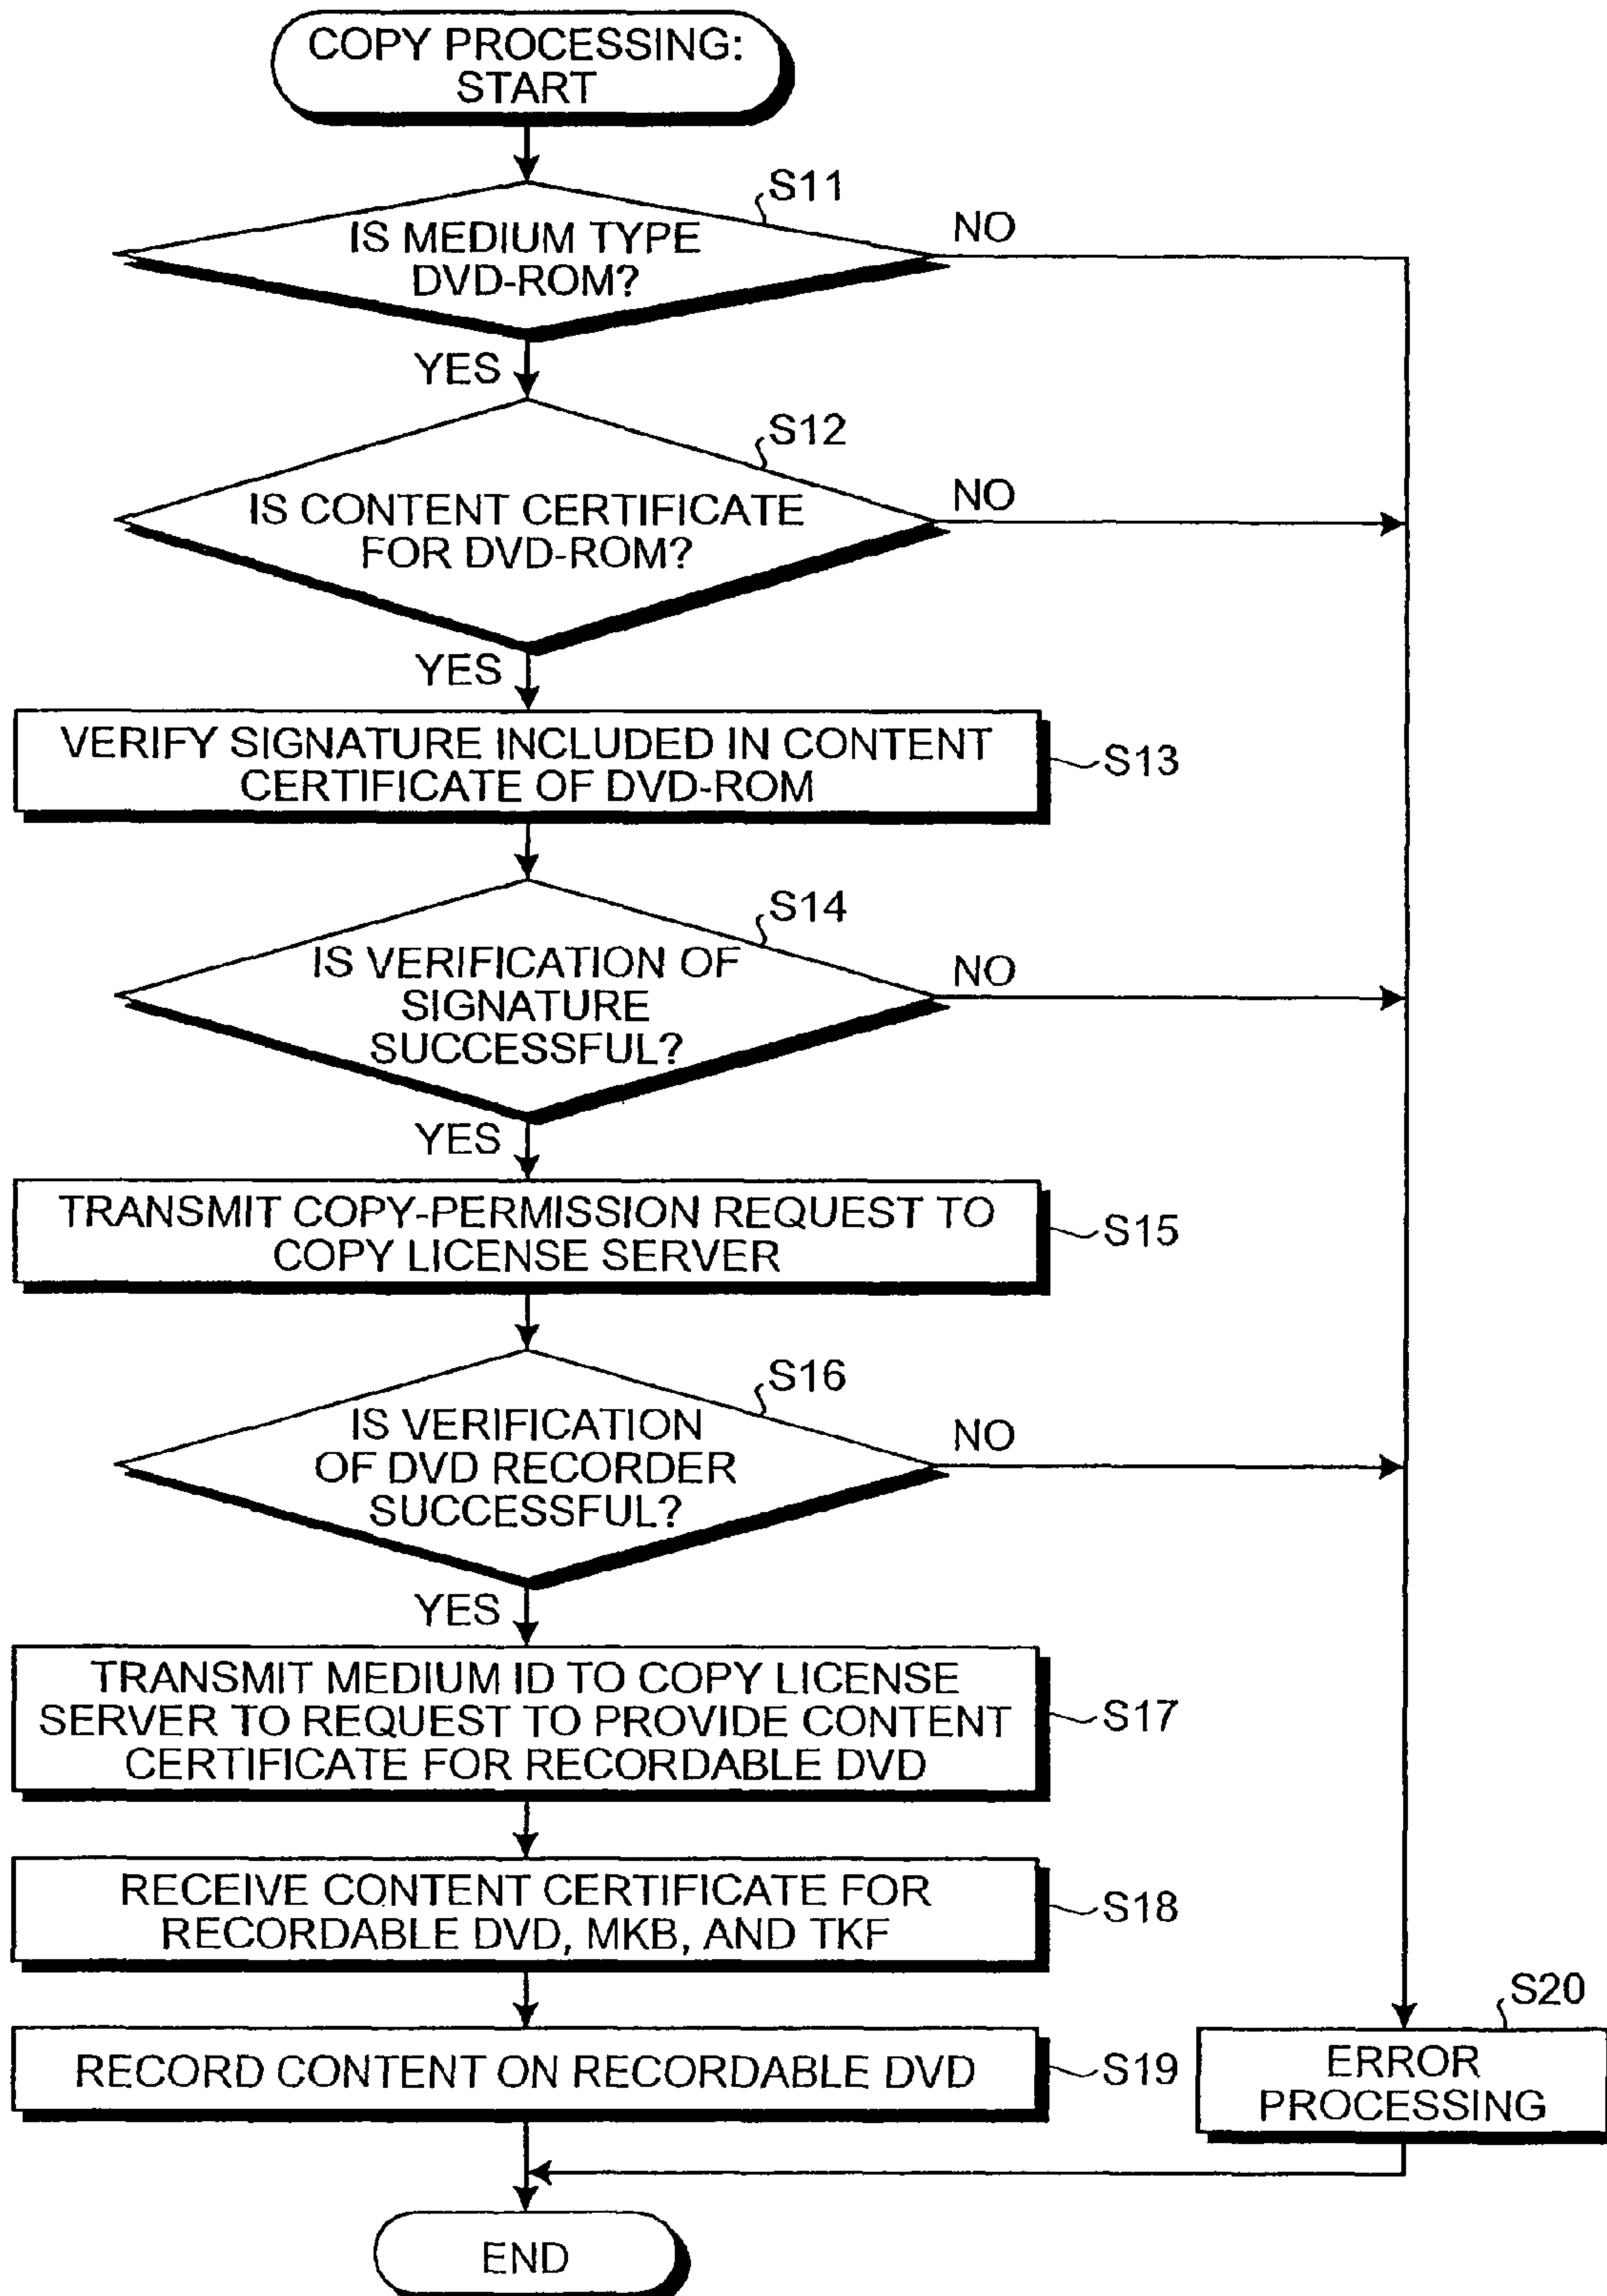 COPY PROCESSING:
START
S11
IS MEDIUM TYPE
DVD-ROM?
NO
YES
S12
IS CONTENT CERTIFICATE
FOR DVD-ROM?
NO
YES
VERIFY SIGNATURE INCLUDED IN CONTENT
CERTIFICATE OF DVD-ROM
S13
S14
IS VERIFICATION OF
SIGNATURE
SUCCESSFUL?
NO
YES
TRANSMIT COPY-PERMISSION REQUEST TO
COPY LICENSE SERVER
S15
S16
IS VERIFICATION
OF DVD RECORDER
SUCCESSFUL?
NO
YES
TRANSMIT MEDIUM ID TO COPY LICENSE
SERVER TO REQUEST TO PROVIDE CONTENT
CERTIFICATE FOR RECORDABLE DVD
S17
RECEIVE CONTENT CERTIFICATE FOR
RECORDABLE DVD, MKB, AND TKF
S18
RECORD CONTENT ON RECORDABLE DVD
S19
S20
ERROR
PROCESSING
END